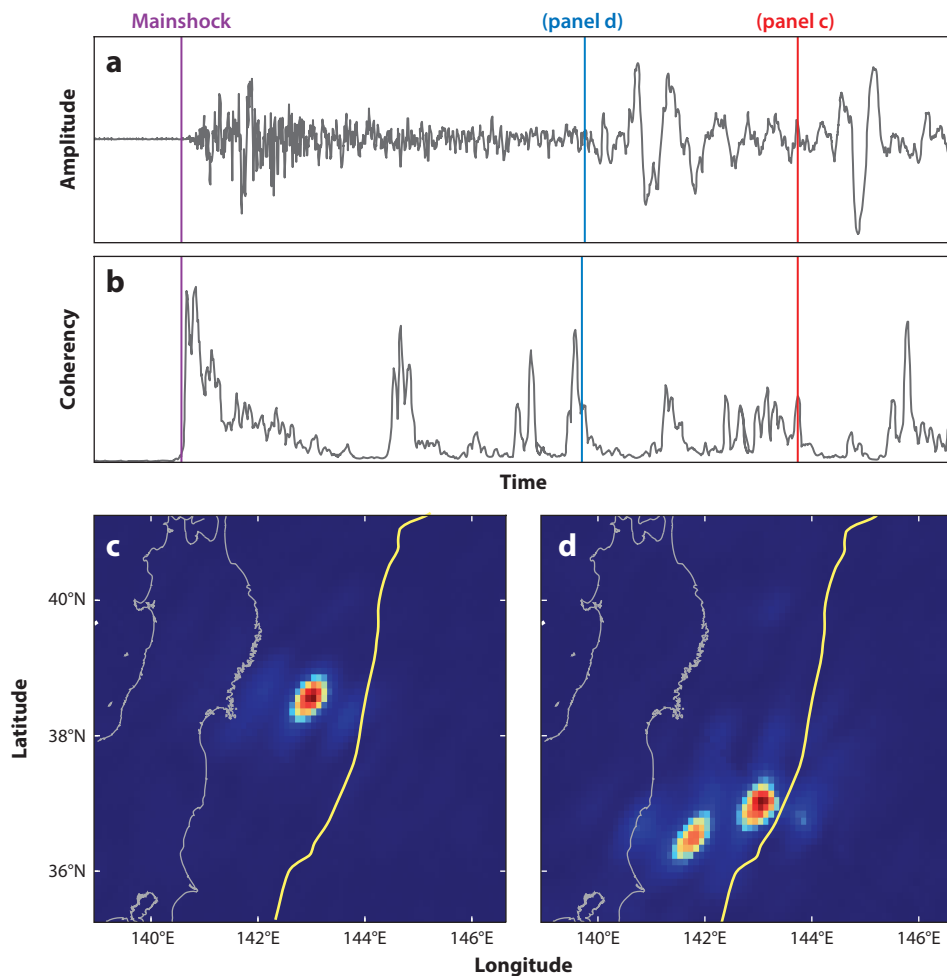 Mainshock (panel d) (panel c)
a
Amplitude
b
Coherency
Time
c d
40°N
38°N
36°N
Latitude
140°E 142°E 144°E 146°E 140°E 142°E 144°E 146°E
Longitude